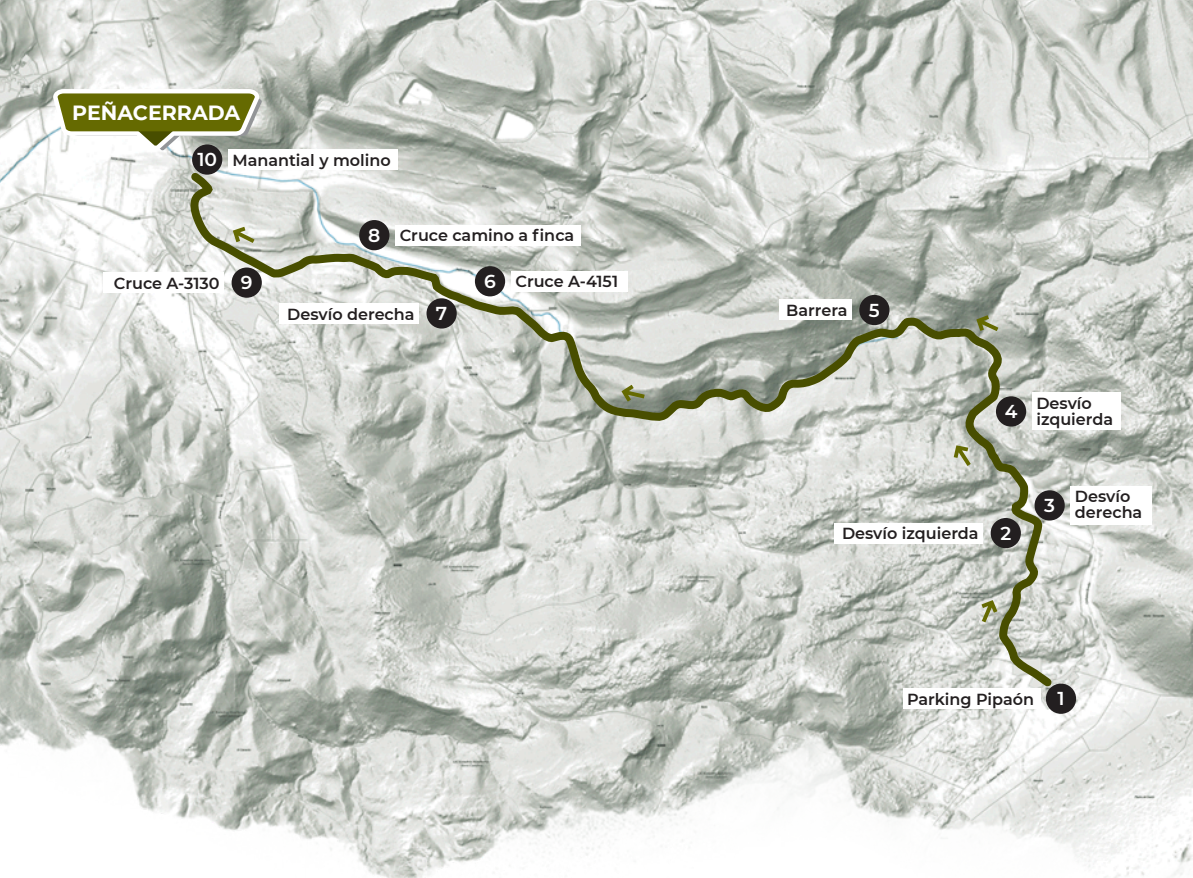 PEÑACERRADA
10 Manantial y molino
8 Cruce camino a finca
Cruce A-3130 9
6 Cruce A-4151
Desvío derecha 7
Barrera 5
4 Desvío
izquierda
3 Desvío
derecha
Desvío izquierda 2
Parking Pipaón 1